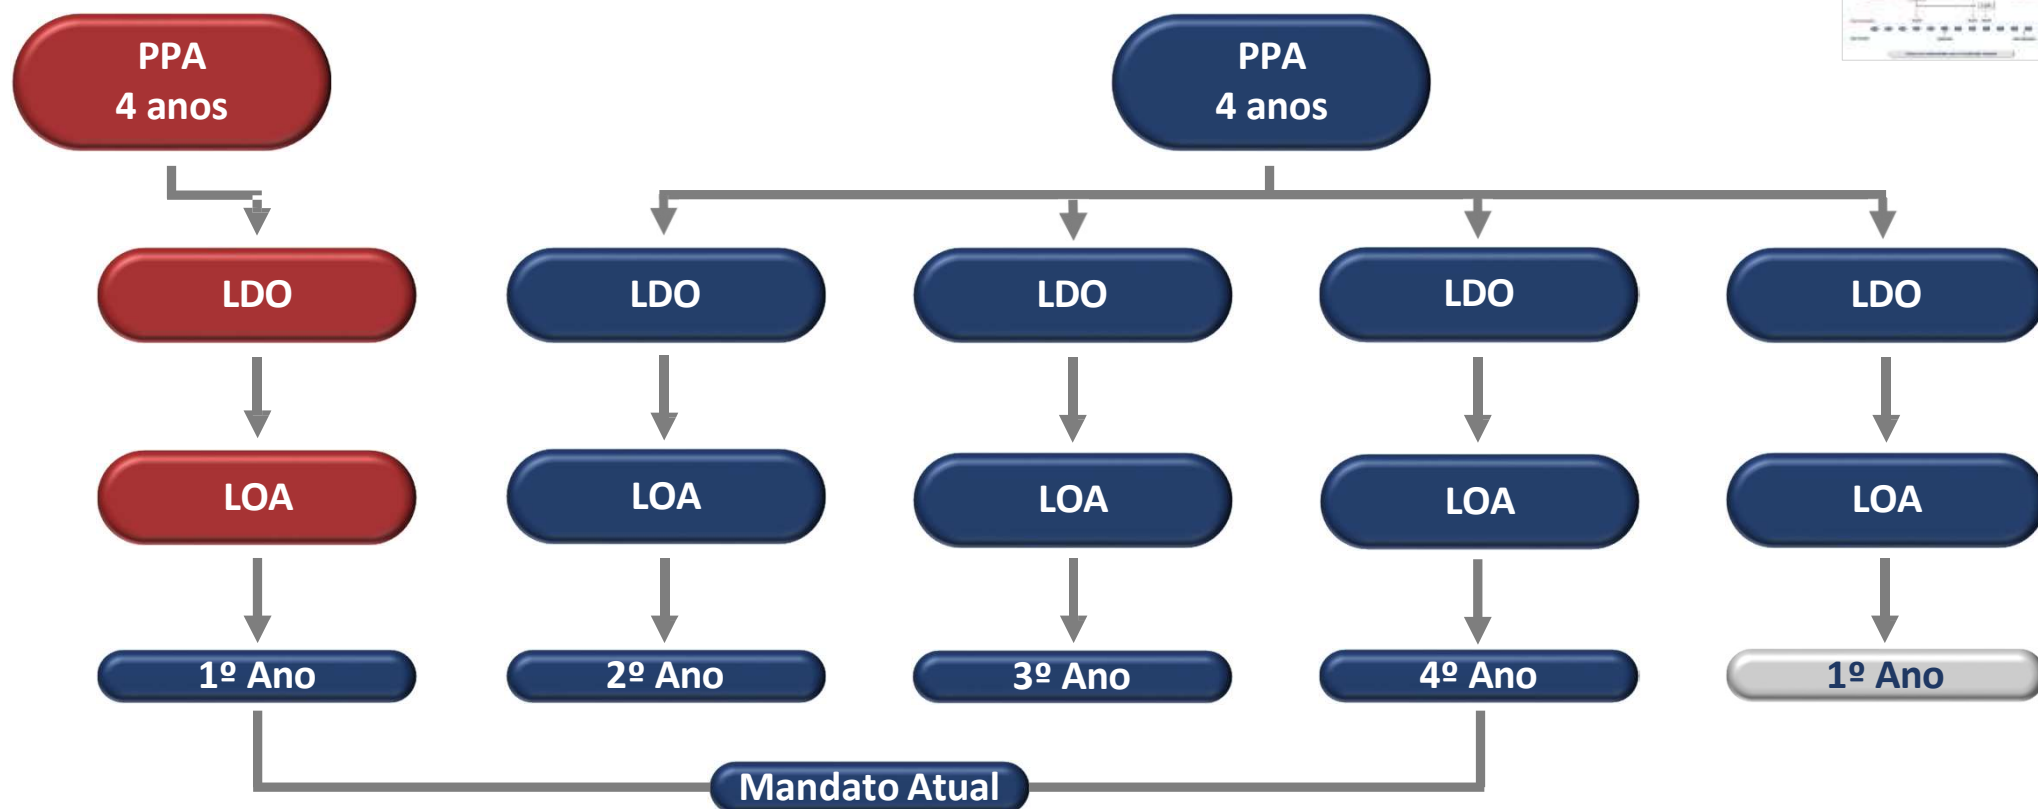 PPA
4 anos
PPA
4 anos
LDO
LDO
LDO
LDO
LDO
LOA
LOA
LOA
LOA
LOA
1º Ano
2º Ano
3º Ano
4º Ano
1º Ano
Mandato Atual